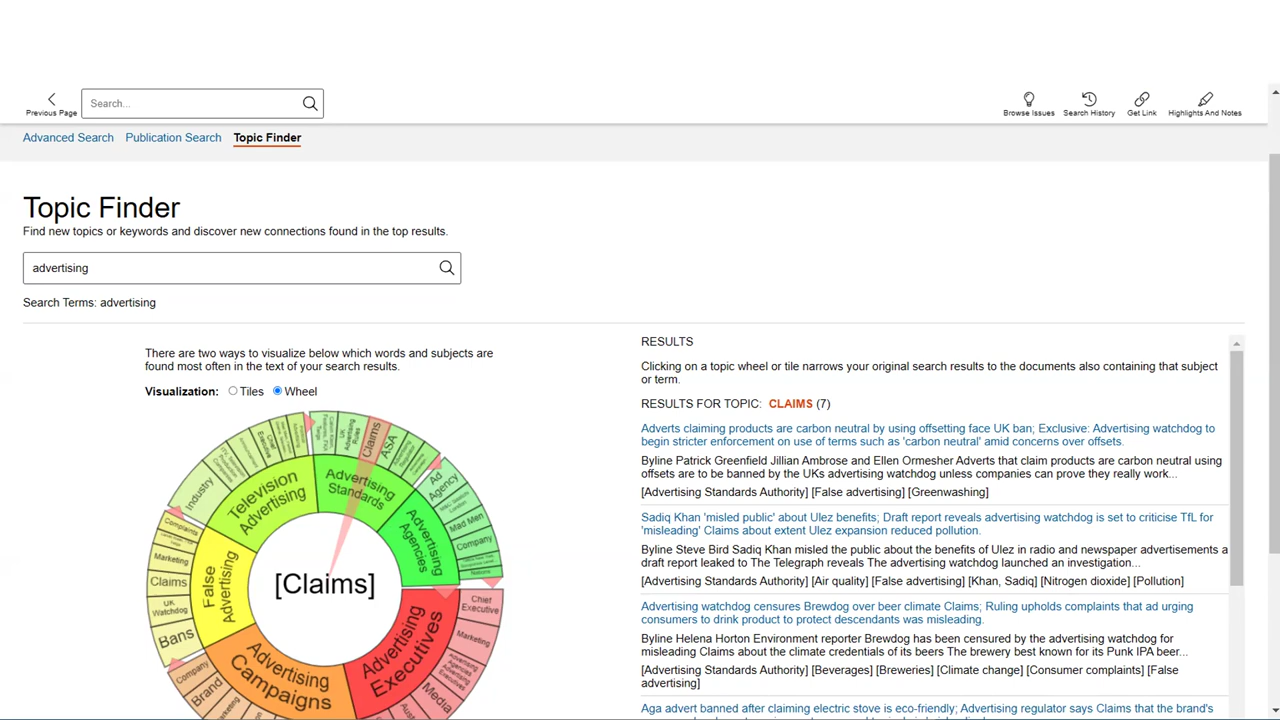 Search...
Previous Page
Browse Issues
Search History
Get Link
Highlights And Notes
Advanced Search
Publication Search
Topic Finder
Topic Finder
Find new topics or keywords and discover new connections found in the top results.
advertising
Search Terms: advertising
There are two ways to visualize below which words and subjects are
found most often in the text of your search results.
Visualization:
Tiles
Wheel
Claims
ASA
Advertising
Standards
Ad
Agency
Mad Men
Company
Advertising
Agencies
Chief
Executive
Marketing
Media
Advertising
Executives
Advertising
Campaigns
Company
Brand
False
Advertising
Complaints
Marketing
Claims
UK
Watchdog
Bans
Television
Advertising
Industry
[Claims]
RESULTS
Clicking on a topic wheel or tile narrows your original search results to the documents also containing that subject
or term.
RESULTS FOR TOPIC: CLAIMS (7)
Adverts claiming products are carbon neutral by using offsetting face UK ban; Exclusive: Advertising watchdog to
begin stricter enforcement on use of terms such as 'carbon neutral' amid concerns over offsets.
Byline Patrick Greenfield Jillian Ambrose and Ellen Ormesher Adverts that claim products are carbon neutral using
offsets are to be banned by the UKs advertising watchdog unless companies can prove they really work...
[Advertising Standards Authority] [False advertising] [Greenwashing]
Sadiq Khan 'misled public' about Ulez benefits; Draft report reveals advertising watchdog is set to criticise TfL for
'misleading' Claims about extent Ulez expansion reduced pollution.
Byline Steve Bird Sadiq Khan misled the public about the benefits of Ulez in radio and newspaper advertisements a
draft report leaked to The Telegraph reveals The advertising watchdog launched an investigation...
[Advertising Standards Authority] [Air quality] [False advertising] [Khan, Sadiq] [Nitrogen dioxide] [Pollution]
Advertising watchdog censures Brewdog over beer climate Claims; Ruling upholds complaints that ad urging
consumers to drink product to protect descendants was misleading.
Byline Helena Horton Environment reporter Brewdog has been censured by the advertising watchdog for
misleading Claims about the climate credentials of its beers The brewery best known for its Punk IPA beer...
[Advertising Standards Authority] [Beverages] [Breweries] [Climate change] [Consumer complaints] [False
advertising]
Aga advert banned after claiming electric stove is eco-friendly; Advertising regulator says Claims that the brand's